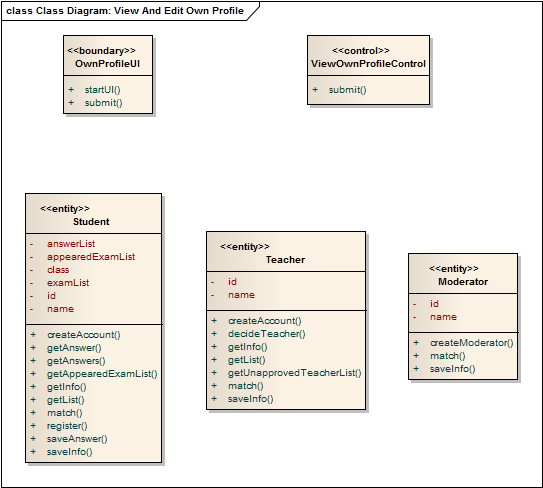 class Class Diagram: View And Edit Own Profile
<<boundary>>
OwnProfileUI
+ startUI()
+ submit()
<<control>>
ViewOwnProfileControl
+ submit()
<<entity>>
Student
- answerList
- appearedExamList
- class
- examList
- id
- name
+ createAccount()
+ getAnswer()
+ getAnswers()
+ getAppearedExamList()
+ getInfo()
+ getList()
+ match()
+ register()
+ saveAnswer()
+ saveInfo()
<<entity>>
Teacher
- id
- name
+ createAccount()
+ decideTeacher()
+ getInfo()
+ getList()
+ getUnapprovedTeacherList()
+ match()
+ saveInfo()
<<entity>>
Moderator
- id
- name
+ createModerator()
+ match()
+ saveInfo()